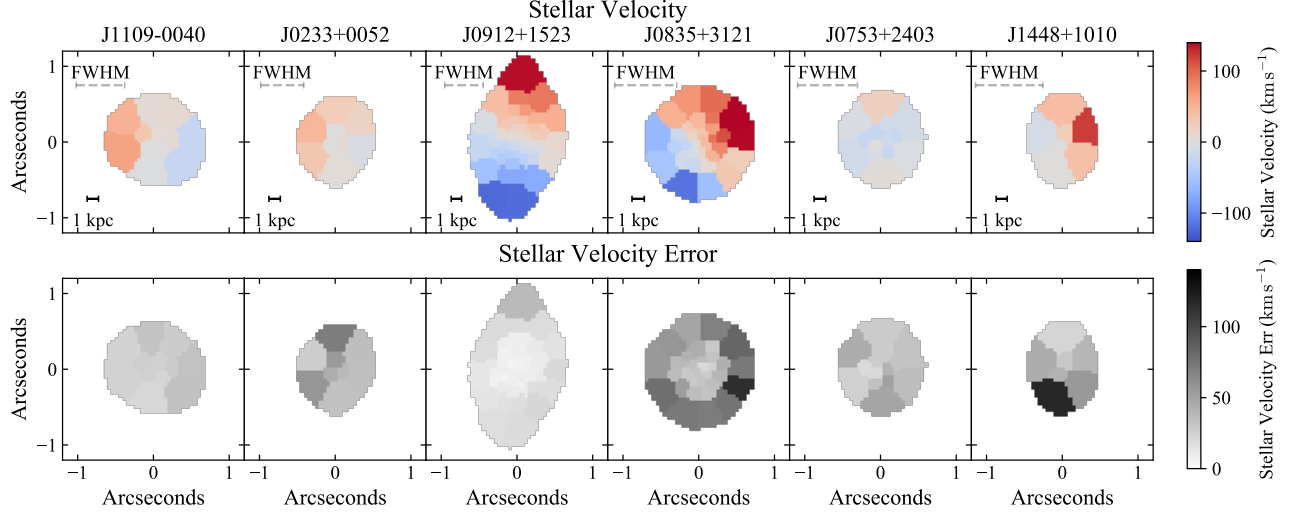 Stellar Velocity
J1109-0040 J0233+0052 J0912+1523 J0835+3121 J0753+2403 J1448+1010
FWHM FWHM FWHM FWHM FWHM FWHM
1 kpc 1 kpc 1 kpc 1 kpc 1 kpc 1 kpc
1
0
−1
Arcseconds
100
0
−100
Stellar Velocity (km s⁻¹)
Stellar Velocity Error
1
0
−1
Arcseconds
−1 0 1 −1 0 1 −1 0 1 −1 0 1 −1 0 1 −1 0 1
Arcseconds Arcseconds Arcseconds Arcseconds Arcseconds Arcseconds
100
50
0
Stellar Velocity Err (km s⁻¹)